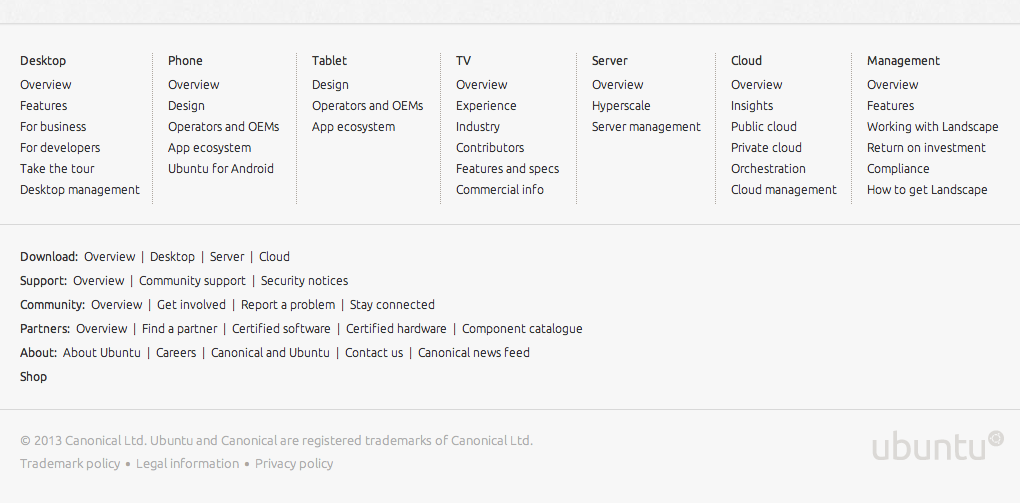 Desktop
Overview
Features
For business
For developers
Take the tour
Desktop management
Phone
Overview
Design
Operators and OEMs
App ecosystem
Ubuntu for Android
Tablet
Design
Operators and OEMs
App ecosystem
TV
Overview
Experience
Industry
Contributors
Features and specs
Commercial info
Server
Overview
Hyperscale
Server management
Cloud
Overview
Insights
Public cloud
Private cloud
Orchestration
Cloud management
Management
Overview
Features
Working with Landscape
Return on investment
Compliance
How to get Landscape
Download: Overview | Desktop | Server | Cloud
Support: Overview | Community support | Security notices
Community: Overview | Get involved | Report a problem | Stay connected
Partners: Overview | Find a partner | Certified software | Certified hardware | Component catalogue
About: About Ubuntu | Careers | Canonical and Ubuntu | Contact us | Canonical news feed
Shop
© 2013 Canonical Ltd. Ubuntu and Canonical are registered trademarks of Canonical Ltd.
Trademark policy • Legal information • Privacy policy
ubuntu